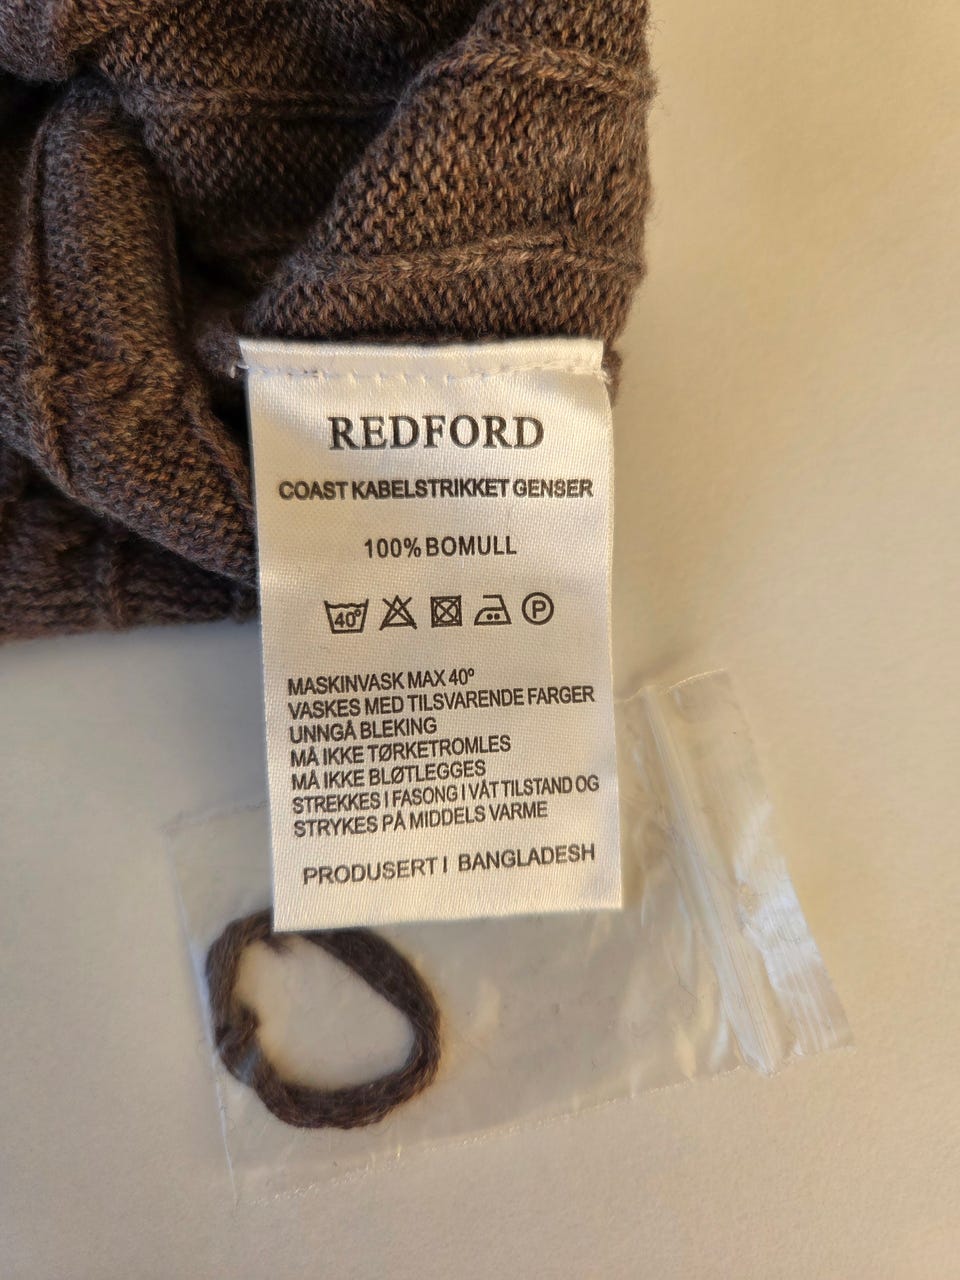 REDFORD
COAST KABELSTRIKKET GENSER
100% BOMULL
40° P
MASKINVASK MAX 40°
VASKES MED TILSVARENDE FARGER
UNNGÅ BLEKING
MÅ IKKE TØRKETROMLES
MÅ IKKE BLØTLEGGES
STREKKES I FASONG I VÅT TILSTAND OG
STRYKES PÅ MIDDELS VARME
PRODUSERT I BANGLADESH